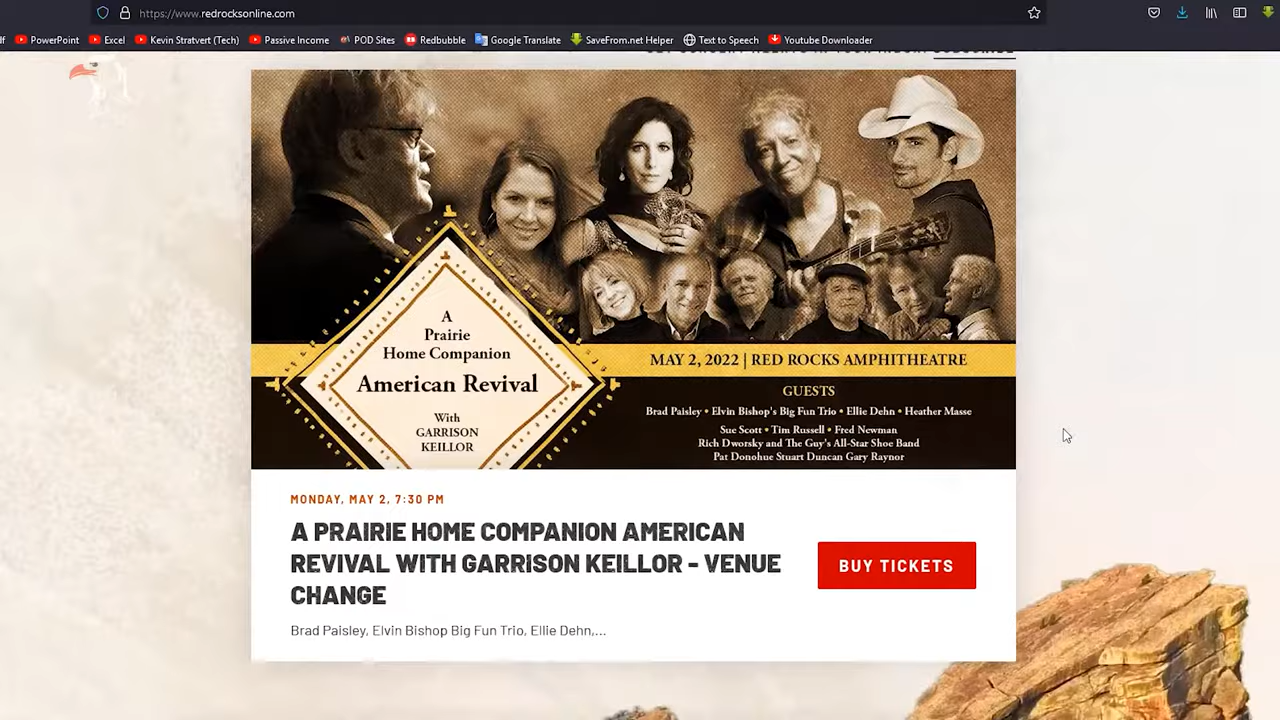 https://www.redrocksonline.com
PowerPoint Excel Kevin Stratvert (Tech) Passive Income POD Sites Redbubble Google Translate SaveFrom.net Helper Text to Speech Youtube Downloader
A
Prairie
Home Companion
American Revival
With
GARRISON
KEILLOR
MAY 2, 2022 | RED ROCKS AMPHITHEATRE
GUESTS
Brad Paisley • Elvin Bishop's Big Fun Trio • Ellie Dehn • Heather Masse
Sue Scott • Tim Russell • Fred Newman
Rich Dworsky and The Guy's All-Star Shoe Band
Pat Donohue Stuart Duncan Gary Raynor
MONDAY, MAY 2, 7:30 PM
A PRAIRIE HOME COMPANION AMERICAN
REVIVAL WITH GARRISON KEILLOR - VENUE
CHANGE
BUY TICKETS
Brad Paisley, Elvin Bishop Big Fun Trio, Ellie Dehn,...